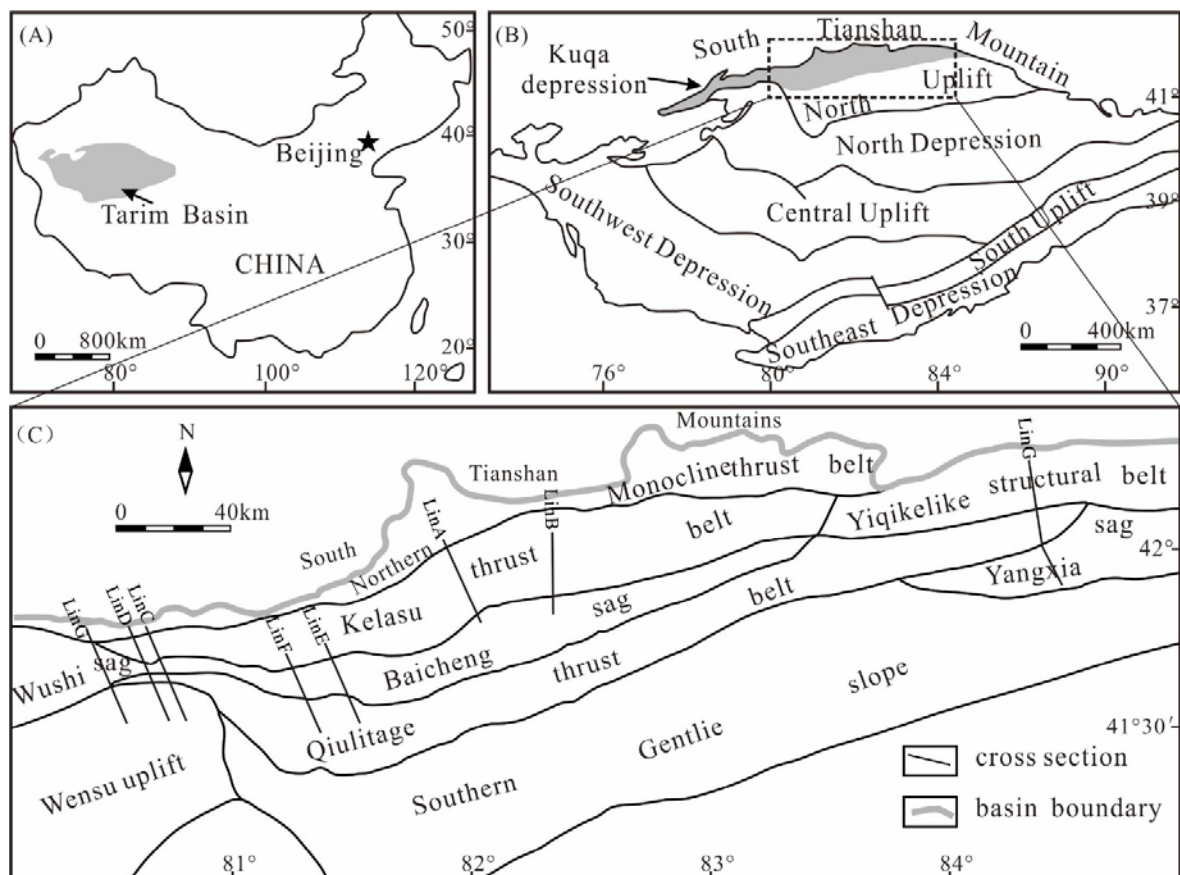 (A)
50°
40°
Beijing
Tarim Basin
30°
CHINA
0 800km
20°
80° 100° 120°
(B)
South Tianshan Mountain
Kuqa
depression
Uplift
41°
North
North Depression
39°
Southwest Depression
Central Uplift
South Uplift
37°
Southeast Depression
0 400km
76° 80° 84° 90°
(C)
N
Mountains
LinG
Tianshan
Monoclinethrust belt
structural belt
0 40km
LinA
LinB
belt
Yiqikelike
sag
South
Northern
thrust
42°
Yangxia
LinG
LinD
LinC
LinF
LinE
Kelasu
sag
belt
Wushi sag
Baicheng
thrust
slope
41°30′
Qiulitage
Gentlie
Wensu uplift
Southern
cross section
basin boundary
81° 82° 83° 84°